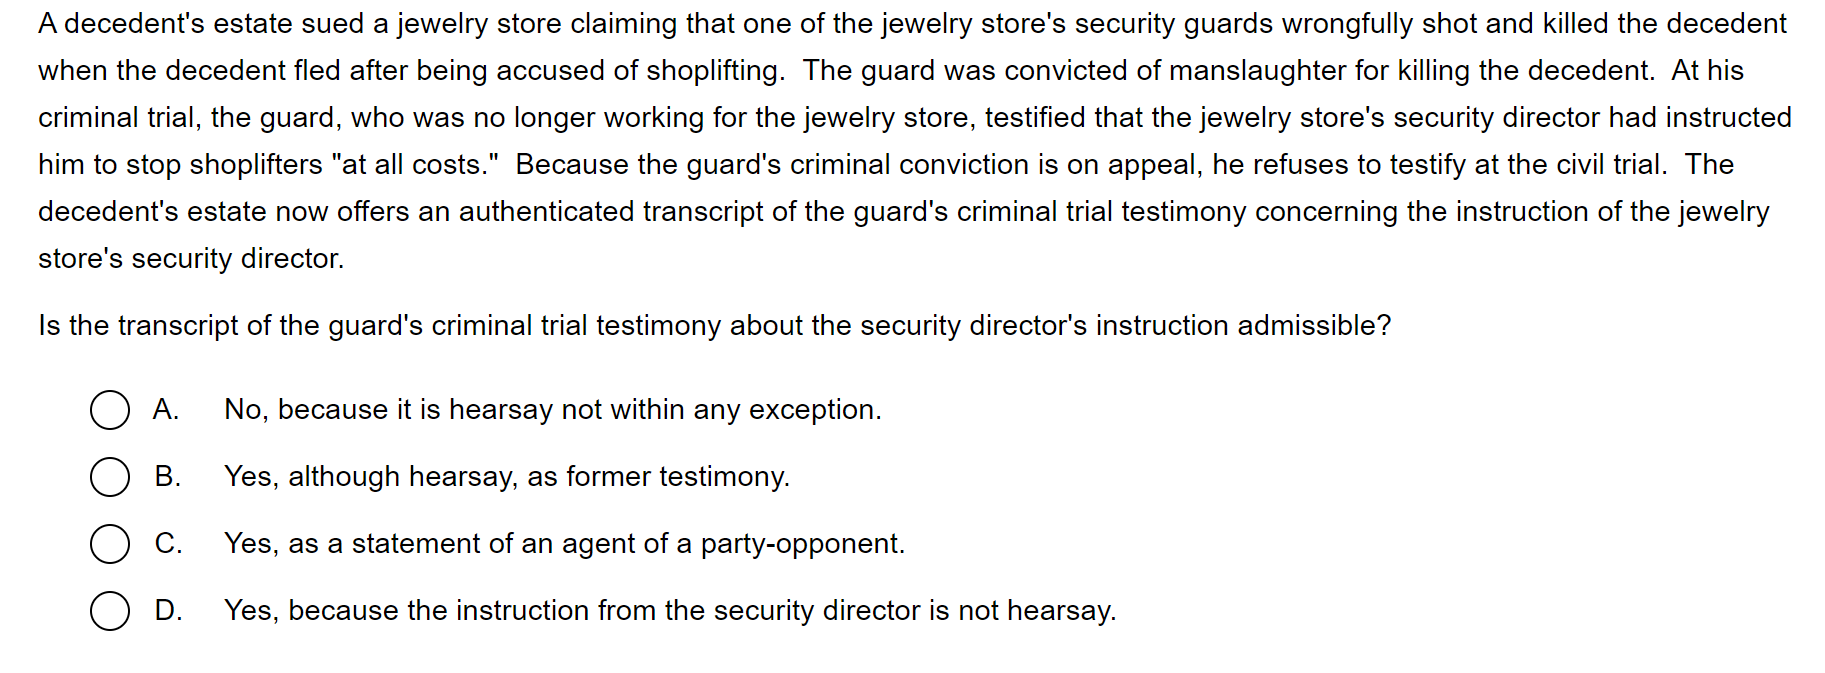 A decedent's estate sued a jewelry store claiming that one of the jewelry store's security guards wrongfully shot and killed the decedent
when the decedent fled after being accused of shoplifting.  The guard was convicted of manslaughter for killing the decedent.  At his
criminal trial, the guard, who was no longer working for the jewelry store, testified that the jewelry store's security director had instructed
him to stop shoplifters "at all costs."  Because the guard's criminal conviction is on appeal, he refuses to testify at the civil trial.  The
decedent's estate now offers an authenticated transcript of the guard's criminal trial testimony concerning the instruction of the jewelry
store's security director.
Is the transcript of the guard's criminal trial testimony about the security director's instruction admissible?
A. No, because it is hearsay not within any exception.
B. Yes, although hearsay, as former testimony.
C. Yes, as a statement of an agent of a party-opponent.
D. Yes, because the instruction from the security director is not hearsay.